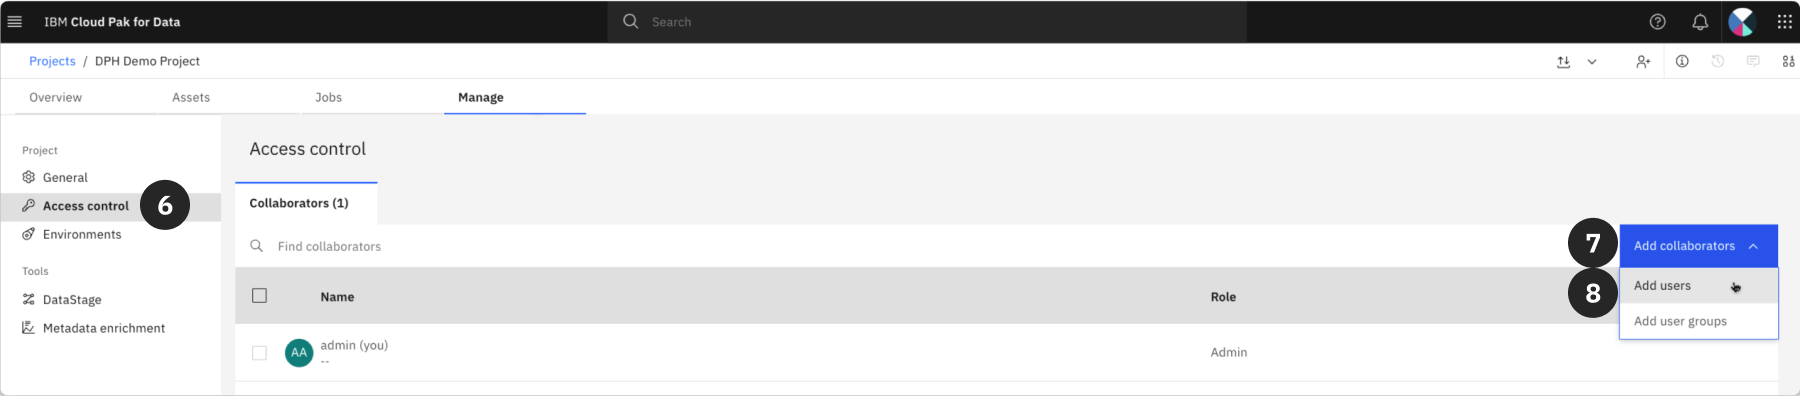 IBM Cloud Pak for Data
Search
Projects / DPH Demo Project
Overview
Assets
Jobs
Manage
Project
General
Access control
6
Environments
Tools
DataStage
Metadata enrichment
Access control
Collaborators (1)
Find collaborators
7
Add collaborators
8
Add users
Add user groups
Name
Role
AA
admin (you)
--
Admin